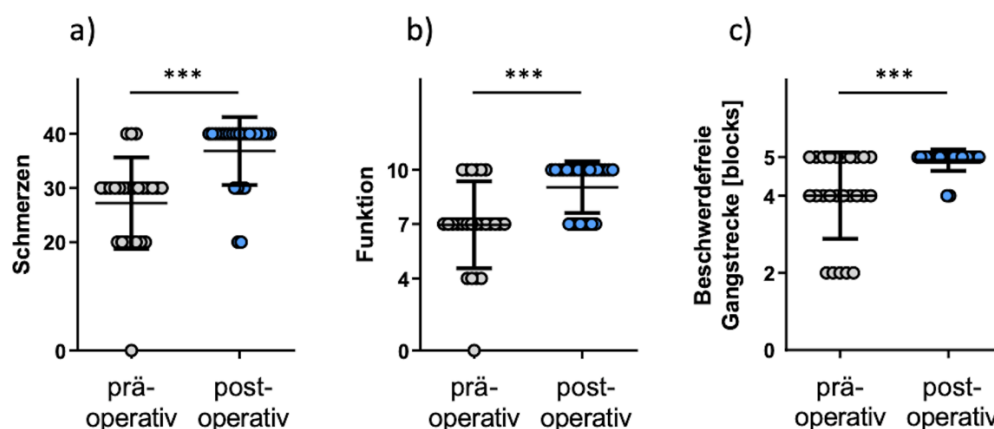 a)
***
Schmerzen
40
30
20
0
prä-
operativ
post-
operativ
b)
***
Funktion
10
7
4
0
prä-
operativ
post-
operativ
c)
***
Beschwerdefreie
Gangstrecke [blocks]
5
4
2
0
prä-
operativ
post-
operativ